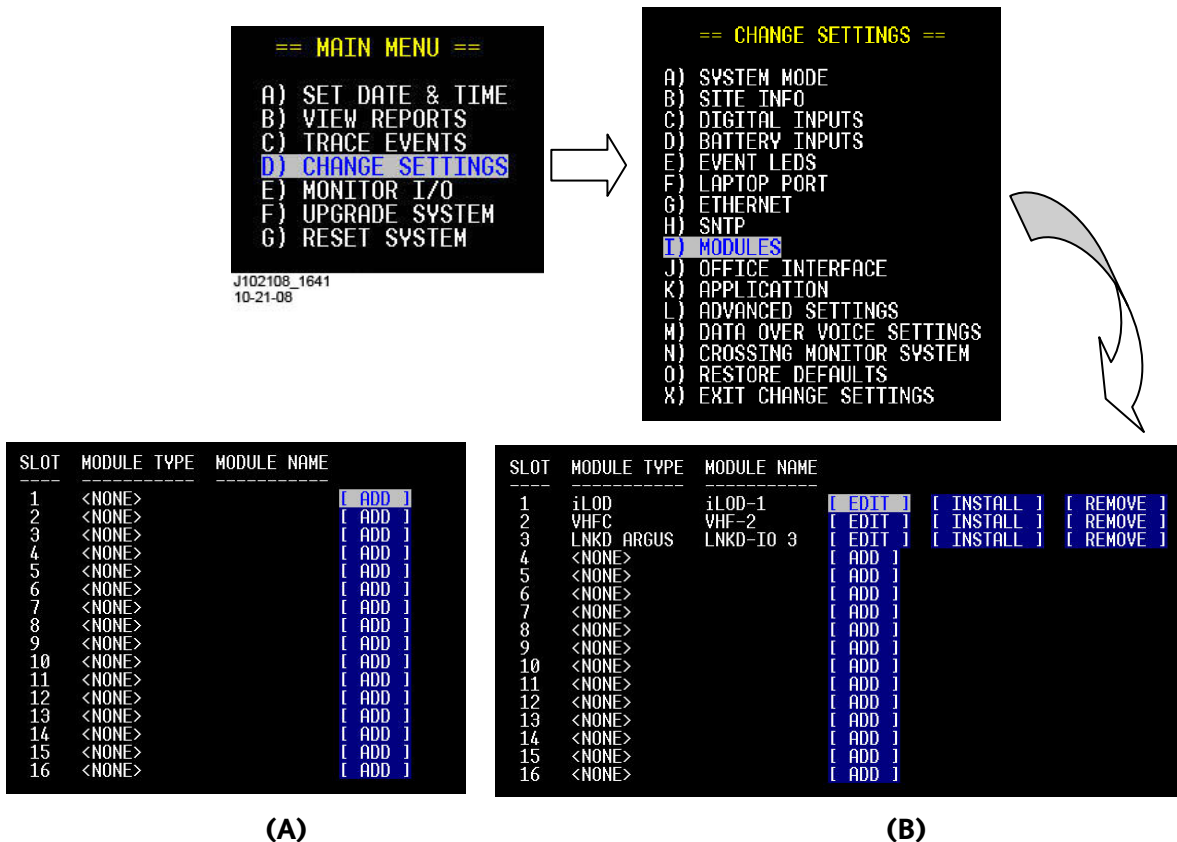 == MAIN MENU ==
A) SET DATE & TIME
B) VIEW REPORTS
C) TRACE EVENTS
D) CHANGE SETTINGS
E) MONITOR I/O
F) UPGRADE SYSTEM
G) RESET SYSTEM
J102108_1641
10-21-08
== CHANGE SETTINGS ==
A) SYSTEM MODE
B) SITE INFO
C) DIGITAL INPUTS
D) BATTERY INPUTS
E) EVENT LEDS
F) LAPTOP PORT
G) ETHERNET
H) SNTP
I) MODULES
J) OFFICE INTERFACE
K) APPLICATION
L) ADVANCED SETTINGS
M) DATA OVER VOICE SETTINGS
N) CROSSING MONITOR SYSTEM
O) RESTORE DEFAULTS
X) EXIT CHANGE SETTINGS
SLOT MODULE TYPE MODULE NAME
---- ----------- -----------
1 <NONE> [ ADD ]
2 <NONE> [ ADD ]
3 <NONE> [ ADD ]
4 <NONE> [ ADD ]
5 <NONE> [ ADD ]
6 <NONE> [ ADD ]
7 <NONE> [ ADD ]
8 <NONE> [ ADD ]
9 <NONE> [ ADD ]
10 <NONE> [ ADD ]
11 <NONE> [ ADD ]
12 <NONE> [ ADD ]
13 <NONE> [ ADD ]
14 <NONE> [ ADD ]
15 <NONE> [ ADD ]
16 <NONE> [ ADD ]
(A)
SLOT MODULE TYPE MODULE NAME
---- ----------- -----------
1 iLOD iLOD-1 [ EDIT ] [ INSTALL ] [ REMOVE ]
2 VHFC VHF-2 [ EDIT ] [ INSTALL ] [ REMOVE ]
3 LNKD ARGUS LNKD-IO 3 [ EDIT ] [ INSTALL ] [ REMOVE ]
4 <NONE> [ ADD ]
5 <NONE> [ ADD ]
6 <NONE> [ ADD ]
7 <NONE> [ ADD ]
8 <NONE> [ ADD ]
9 <NONE> [ ADD ]
10 <NONE> [ ADD ]
11 <NONE> [ ADD ]
12 <NONE> [ ADD ]
13 <NONE> [ ADD ]
14 <NONE> [ ADD ]
15 <NONE> [ ADD ]
16 <NONE> [ ADD ]
(B)